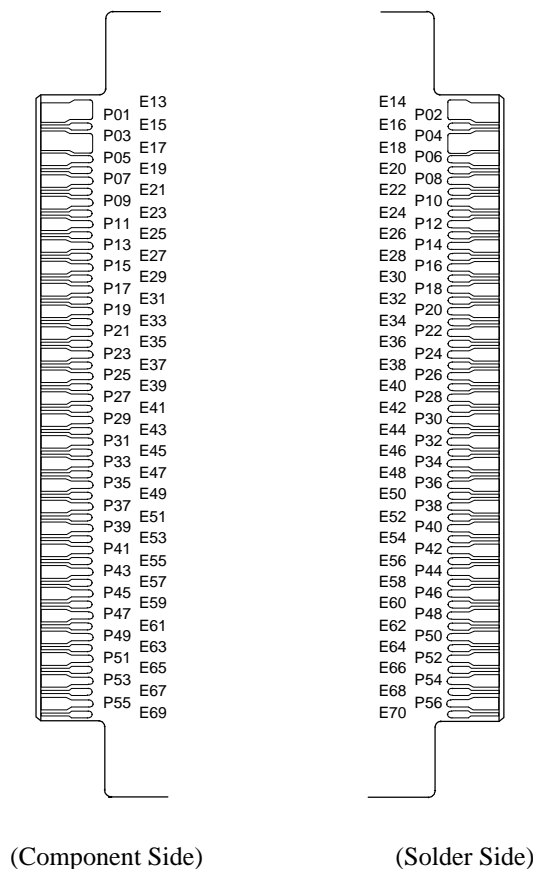 E13
P01
E15
P03
E17
P05
E19
P07
E21
P09
E23
P11
E25
P13
E27
P15
E29
P17
E31
P19
E33
P21
E35
P23
E37
P25
E39
P27
E41
P29
E43
P31
E45
P33
E47
P35
E49
P37
E51
P39
E53
P41
E55
P43
E57
P45
E59
P47
E61
P49
E63
P51
E65
P53
E67
P55
E69
(Component Side)
E14
P02
E16
P04
E18
P06
E20
P08
E22
P10
E24
P12
E26
P14
E28
P16
E30
P18
E32
P20
E34
P22
E36
P24
E38
P26
E40
P28
E42
P30
E44
P32
E46
P34
E48
P36
E50
P38
E52
P40
E54
P42
E56
P44
E58
P46
E60
P48
E62
P50
E64
P52
E66
P54
E68
P56
E70
(Solder Side)